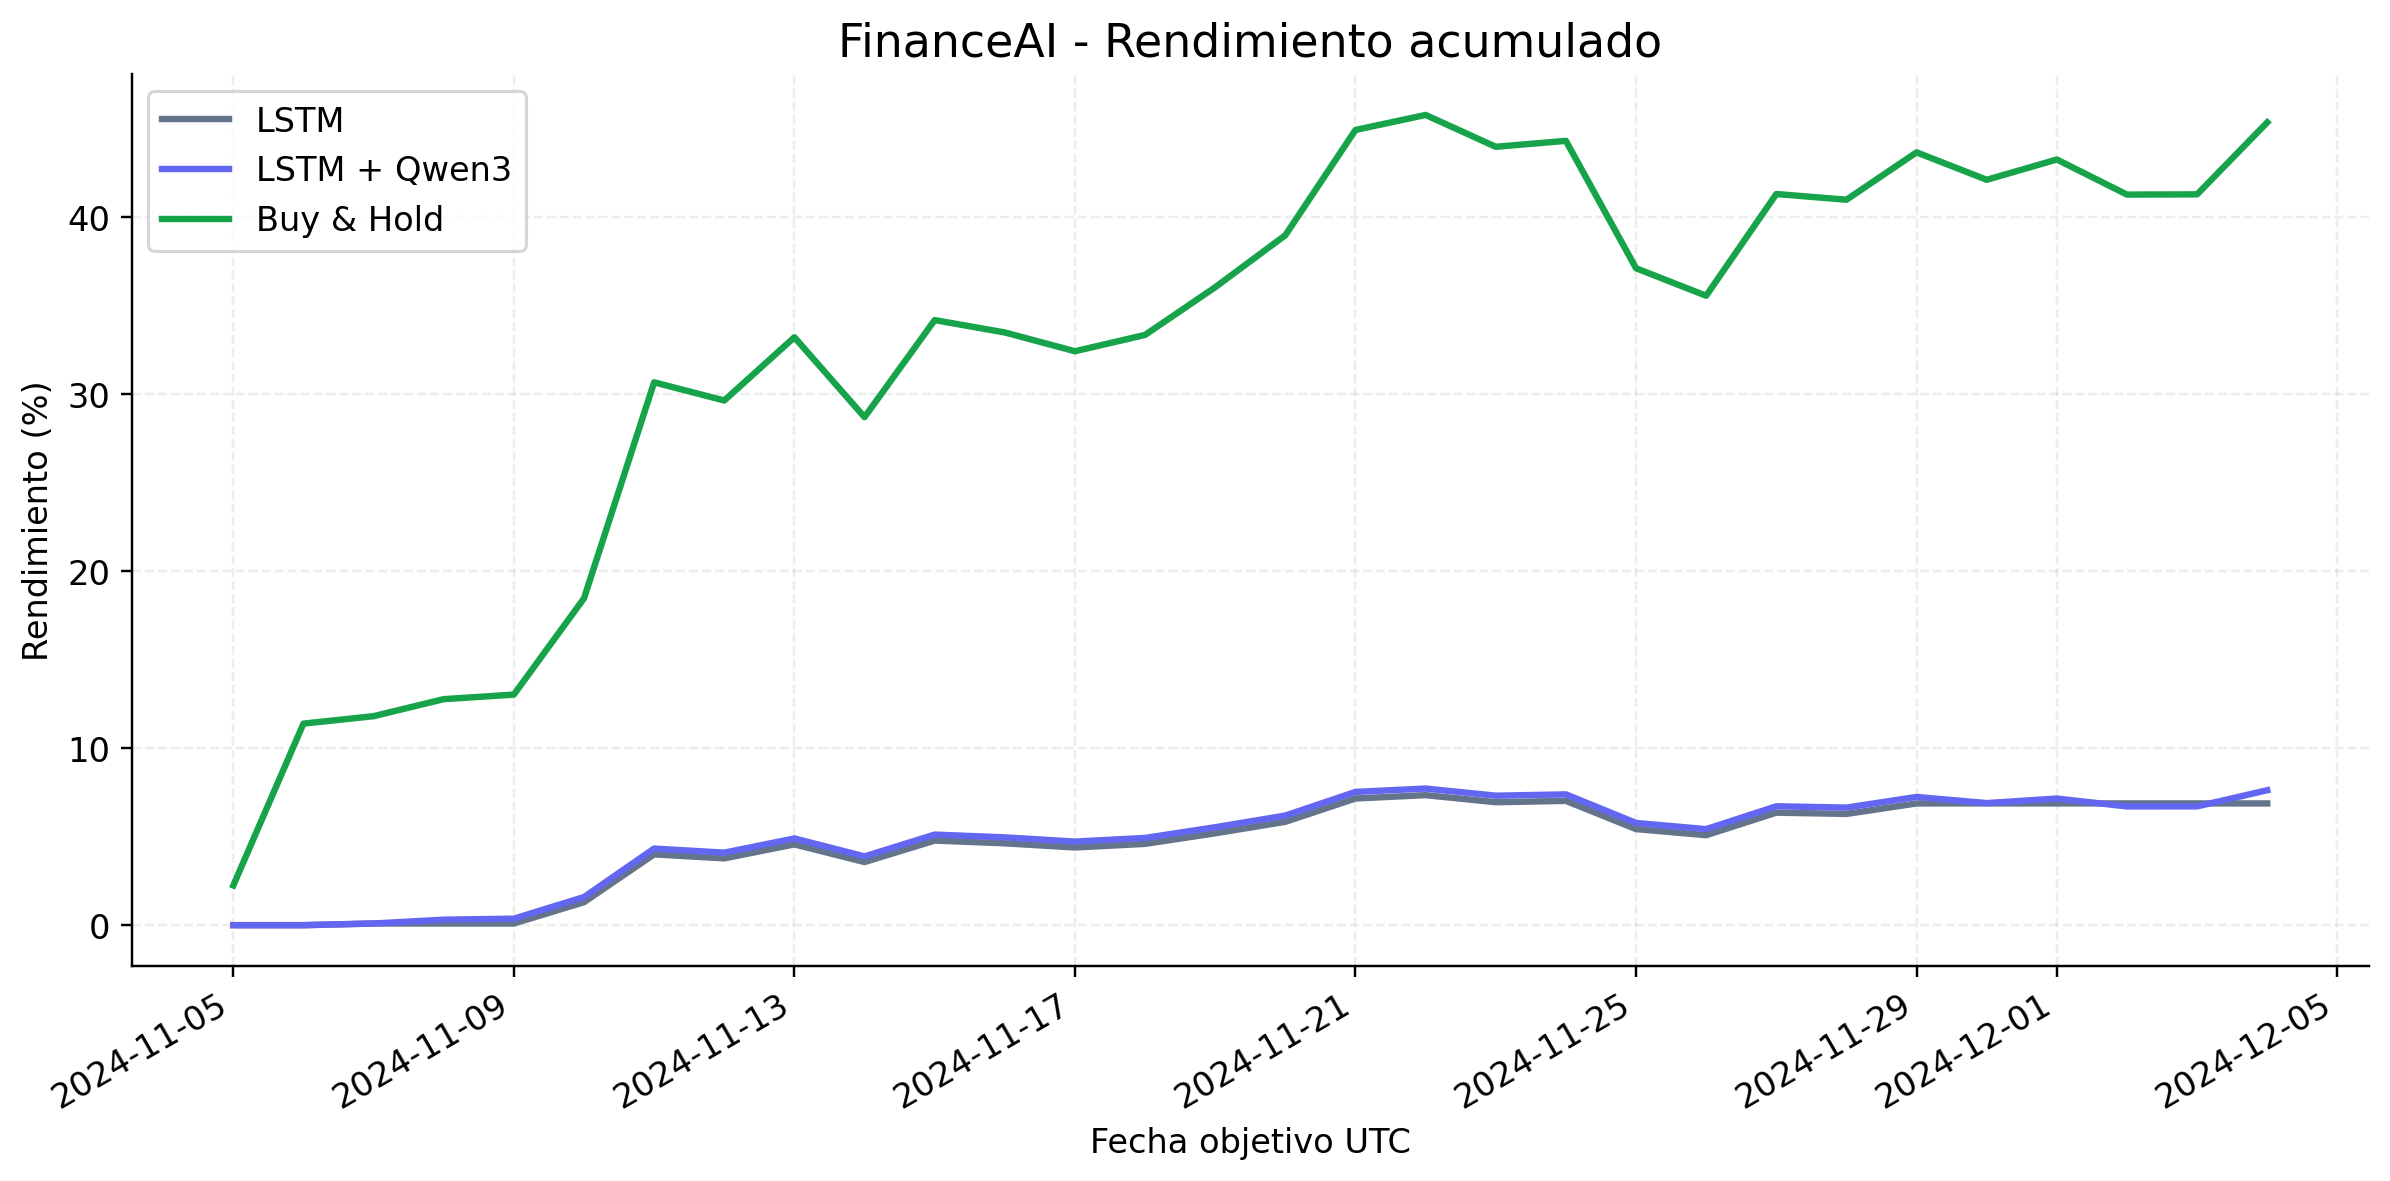 FinanceAI - Rendimiento acumulado
LSTM
LSTM + Qwen3
Buy & Hold
Rendimiento (%)
40
30
20
10
0
2024-11-05
2024-11-09
2024-11-13
2024-11-17
2024-11-21
2024-11-25
2024-11-29
2024-12-01
2024-12-05
Fecha objetivo UTC